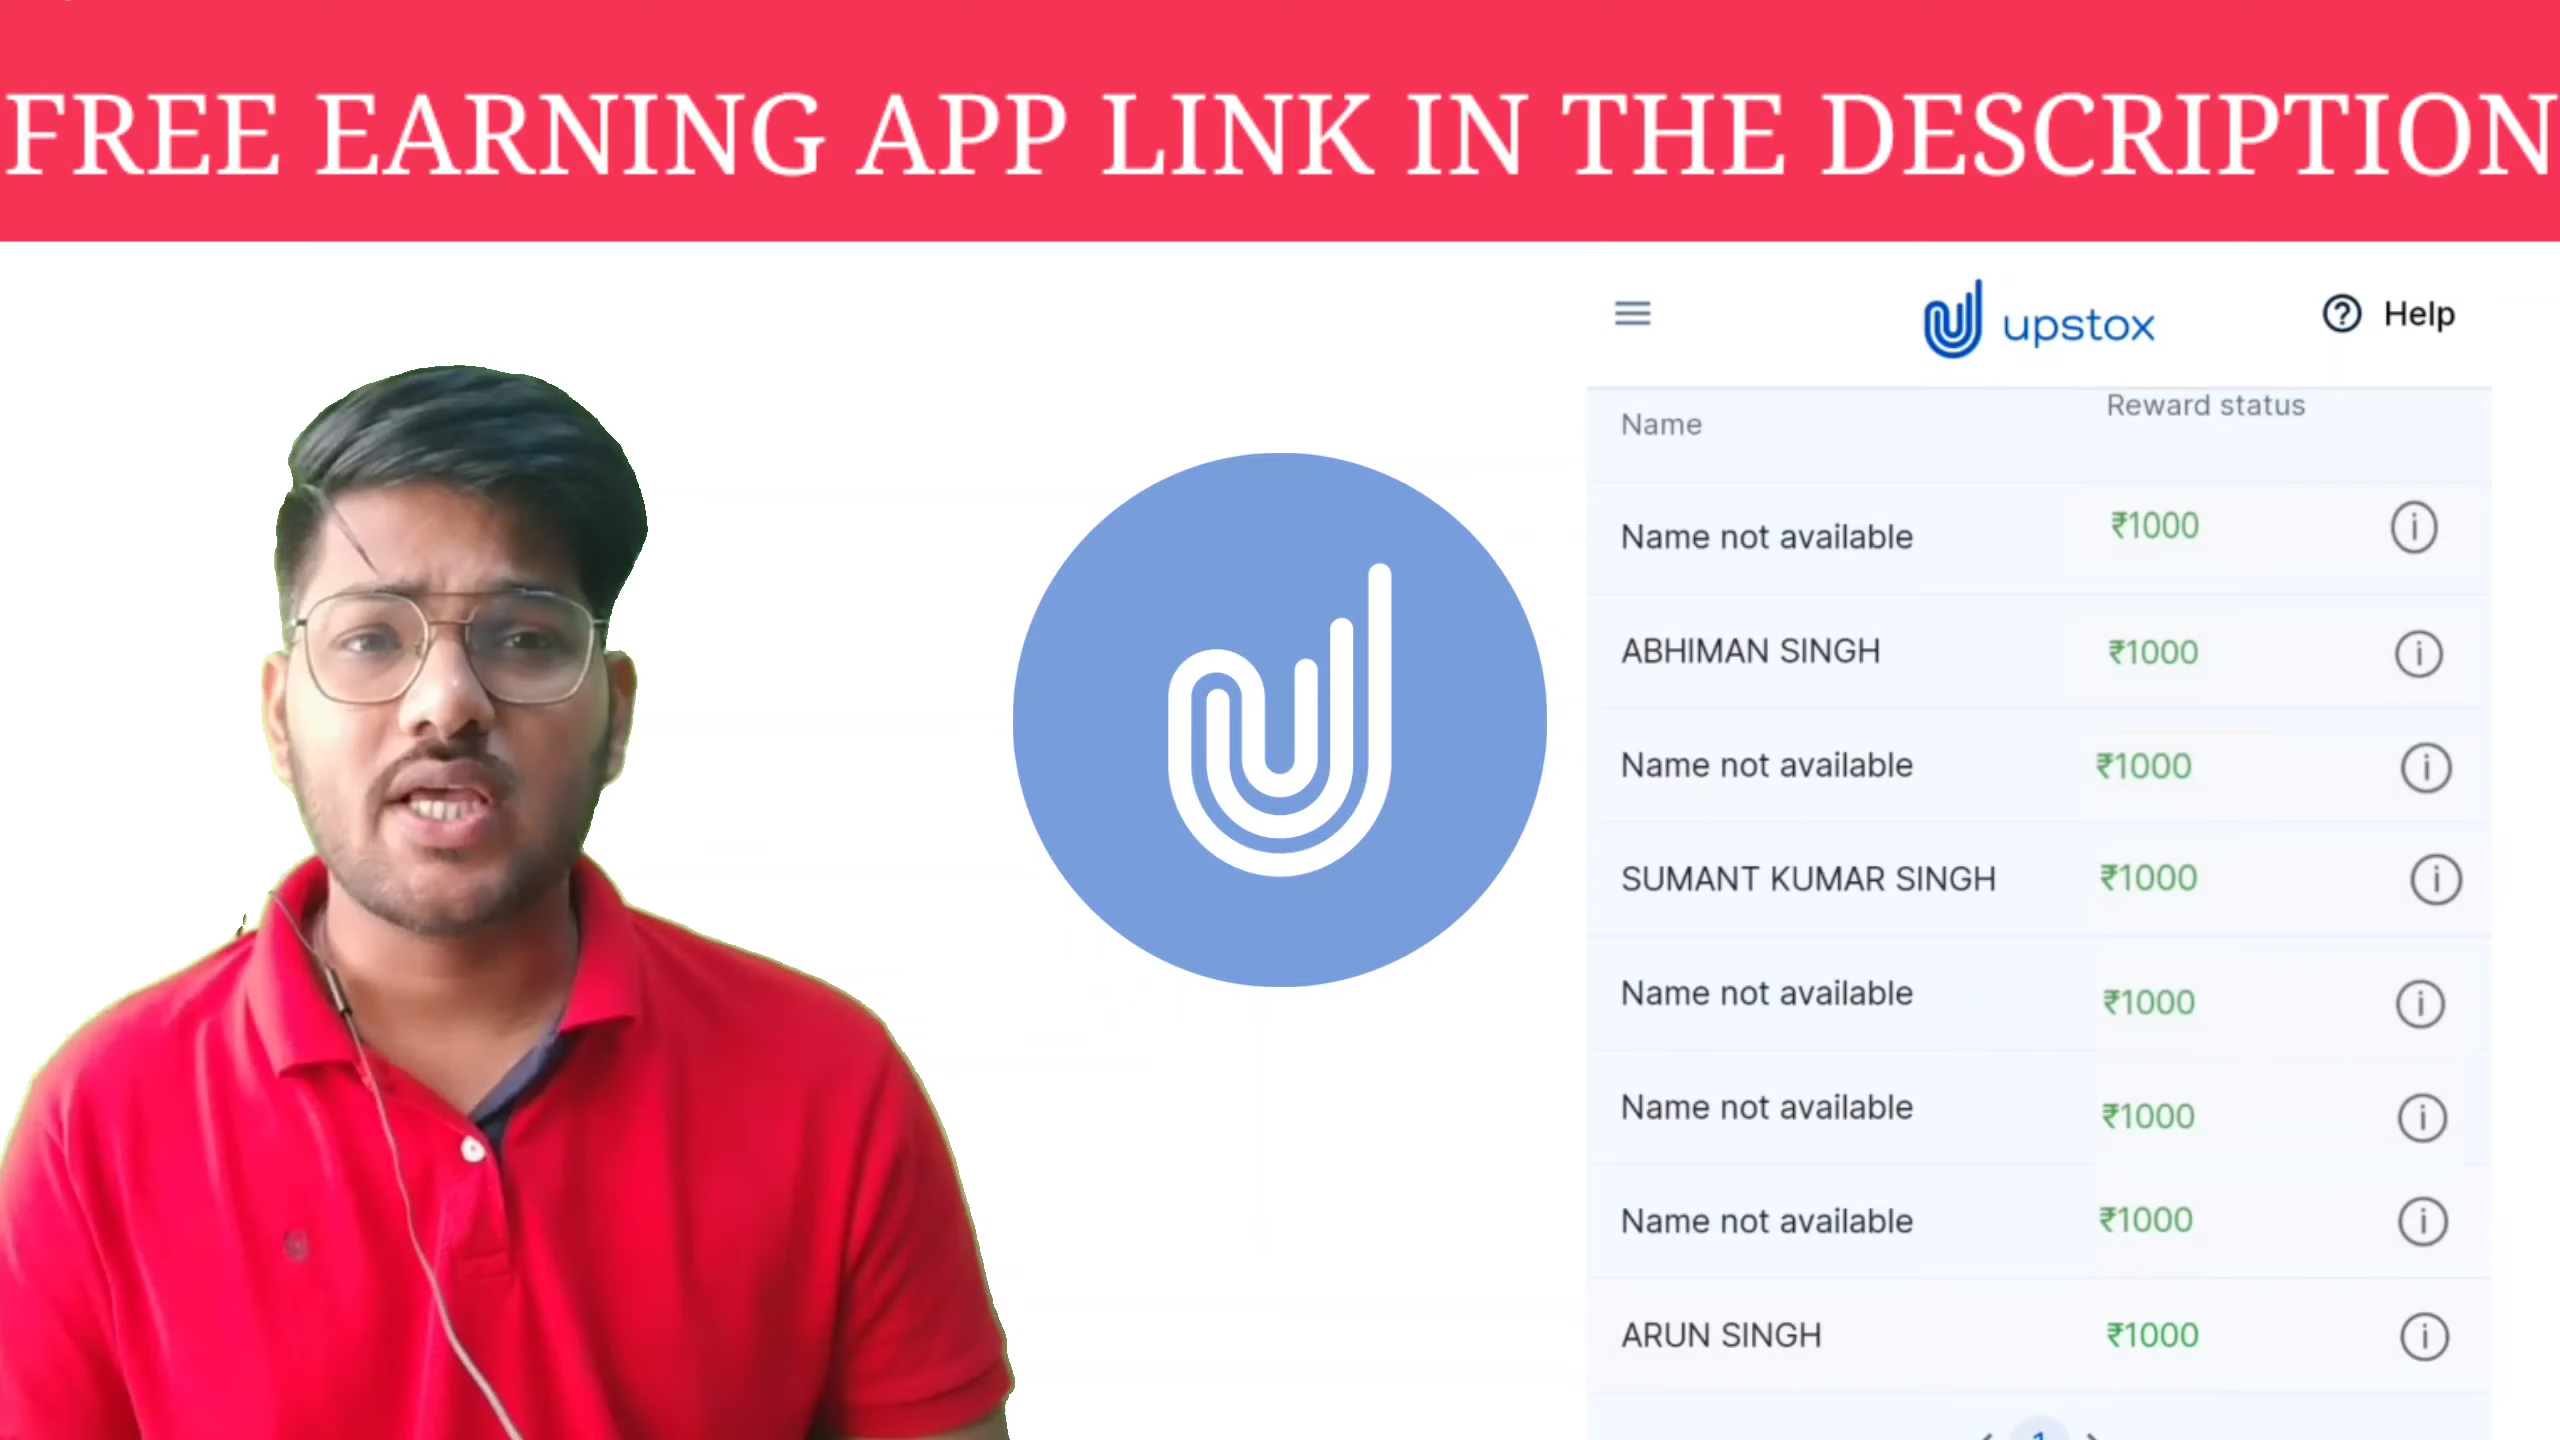 FREE EARNING APP LINK IN THE DESCRIPTION
upstox
Help
Name
Reward status
Name not available
₹1000
ABHIMAN SINGH
₹1000
Name not available
₹1000
SUMANT KUMAR SINGH
₹1000
Name not available
₹1000
Name not available
₹1000
Name not available
₹1000
ARUN SINGH
₹1000
1